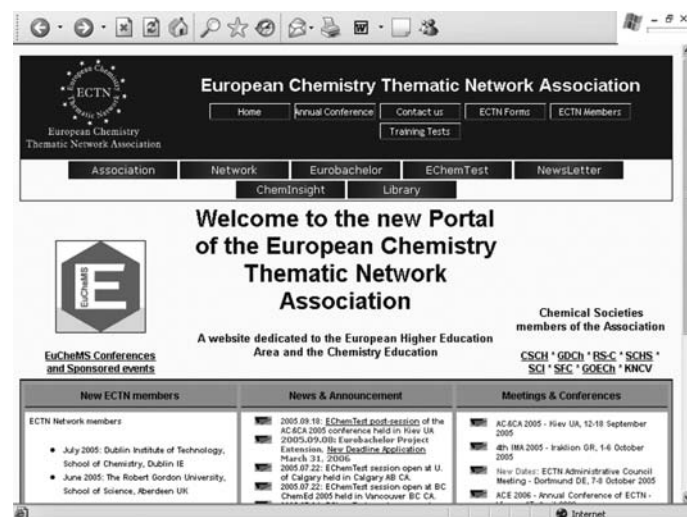 European Chemistry
ECTN
Thematic Network
European Chemistry
Thematic Network Association
European Chemistry Thematic Network Association
Home Annual Conference Contact us ECTN Forms ECTN Members
Training Tests
Association Network Eurobachelor EChemTest NewsLetter
ChemInsight Library
Welcome to the new Portal
of the European Chemistry
Thematic Network
Association
A website dedicated to the European Higher Education
Area and the Chemistry Education
EuCheMS
E
EuCheMS Conferences
and Sponsored events
Chemical Societies
members of the Association
CSCH * GDCh * RS-C * SCHS *
SCI * SFC * GOECh * KNCV
New ECTN members
ECTN Network members
July 2005: Dublin Institute of Technology,
School of Chemistry, Dublin IE
June 2005: The Robert Gordon University,
School of Science, Aberdeen UK
News & Announcement
2005.09.18: EChemTest post-session of the
AC&CA 2005 conference held in Kiev UA
2005.09.08: Eurobachelor Project
Extension, New Deadline Application
March 31, 2006
2005.07.22: EChemTest session open at U.
of Calgary held in Calgary AB CA.
2005.07.22: EChemTest session open at BC
ChemEd 2005 held in Vancouver BC CA.
Meetings & Conferences
AC&CA 2005 - Kiev UA, 12-18 September
2005
4th IMA 2005 - Iraklion GR, 1-6 October
2005
New Dates: ECTN Administrative Council
Meeting - Dortmund DE, 7-8 October 2005
ACE 2006 - Annual Conference of ECTN -
Internet